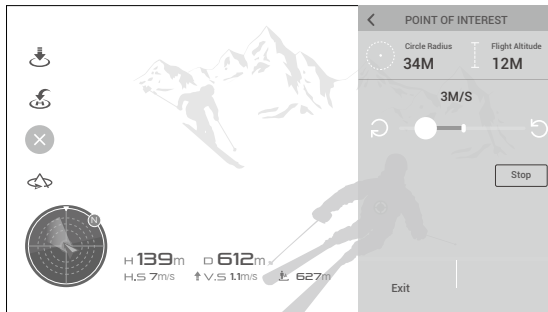 POINT OF INTEREST
Circle Radius
34M
Flight Altitude
12M
3M/S
Stop
N
H 139m D 612m
H.S 7m/s V.S 1.1m/s 627m
Exit